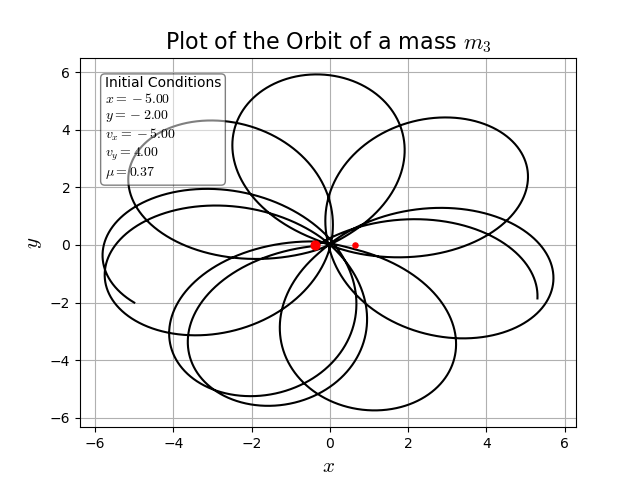 Plot of the Orbit of a mass m₃
Initial Conditions
x = −5.00
y = −2.00
vₓ = −5.00
v_y = 4.00
μ = 0.37
6
4
2
0
−2
−4
−6
y
−6 −4 −2 0 2 4 6
x